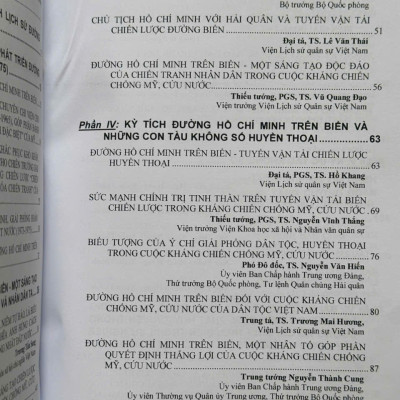 Bộ trưởng Bộ Quốc phòng
CHỦ TỊCH HỒ CHÍ MINH VỚI HẢI QUÂN VÀ TUYẾN VẬN TẢI
CHIẾN LƯỢC ĐƯỜNG BIỂN 51
Đại tá, TS. Lê Văn Thái
Viện Lịch sử quân sự Việt Nam
ĐƯỜNG HỒ CHÍ MINH TRÊN BIỂN - MỘT SÁNG TẠO ĐỘC ĐÁO
CỦA CHIẾN TRANH NHÂN DÂN TRONG CUỘC KHÁNG CHIẾN
CHỐNG MỸ, CỨU NƯỚC 56
Thiếu tướng, PGS, TS. Vũ Quang Đạo
Viện trưởng Viện Lịch sử Quân sự Việt Nam
Phần IV: KỲ TÍCH ĐƯỜNG HỒ CHÍ MINH TRÊN BIỂN VÀ
NHỮNG CON TÀU KHÔNG SỐ HUYỀN THOẠI 63
ĐƯỜNG HỒ CHÍ MINH TRÊN BIỂN - TUYẾN VẬN TẢI CHIẾN LƯỢC
HUYỀN THOẠI 63
Đại tá, PGS, TS. Hồ Khang
Viện Lịch sử quân sự Việt Nam
SỨC MẠNH CHÍNH TRỊ TINH THẦN TRÊN TUYẾN VẬN TẢI BIỂN
CHIẾN LƯỢC TRONG KHÁNG CHIẾN CHỐNG MỸ, CỨU NƯỚC 69
Thiếu tướng, PGS, TS. Nguyễn Vĩnh Thắng
Viện trưởng Viện Khoa học xã hội và Nhân văn quân sự
BIỂU TƯỢNG CỦA Ý CHÍ GIẢI PHÓNG DÂN TỘC, HUYỀN THOẠI
TRONG CUỘC KHÁNG CHIẾN CHỐNG MỸ, CỨU NƯỚC 76
Phó Đô đốc, TS. Nguyễn Văn Hiến
Ủy viên Ban Chấp hành Trung ương Đảng,
Thứ trưởng Bộ Quốc phòng, Tư lệnh Quân chủng Hải quân
ĐƯỜNG HỒ CHÍ MINH TRÊN BIỂN ĐỐI VỚI CUỘC KHÁNG CHIẾN
CHỐNG MỸ, CỨU NƯỚC CỦA DÂN TỘC VIỆT NAM 80
Trung tá, TS. Trương Mai Hương,
Viện Lịch sử quân sự Việt Nam
ĐƯỜNG HỒ CHÍ MINH TRÊN BIỂN, MỘT NHÂN TỐ GÓP PHẦN
QUYẾT ĐỊNH THẮNG LỢI CỦA CUỘC KHÁNG CHIẾN CHỐNG
MỸ, CỨU NƯỚC 87
Trung tướng Nguyễn Thành Cung
Ủy viên Ban Chấp hành Trung ương Đảng,
Ủy viên Thường vụ Quân ủy Trung ương, Thứ trưởng Bộ Quốc phòng